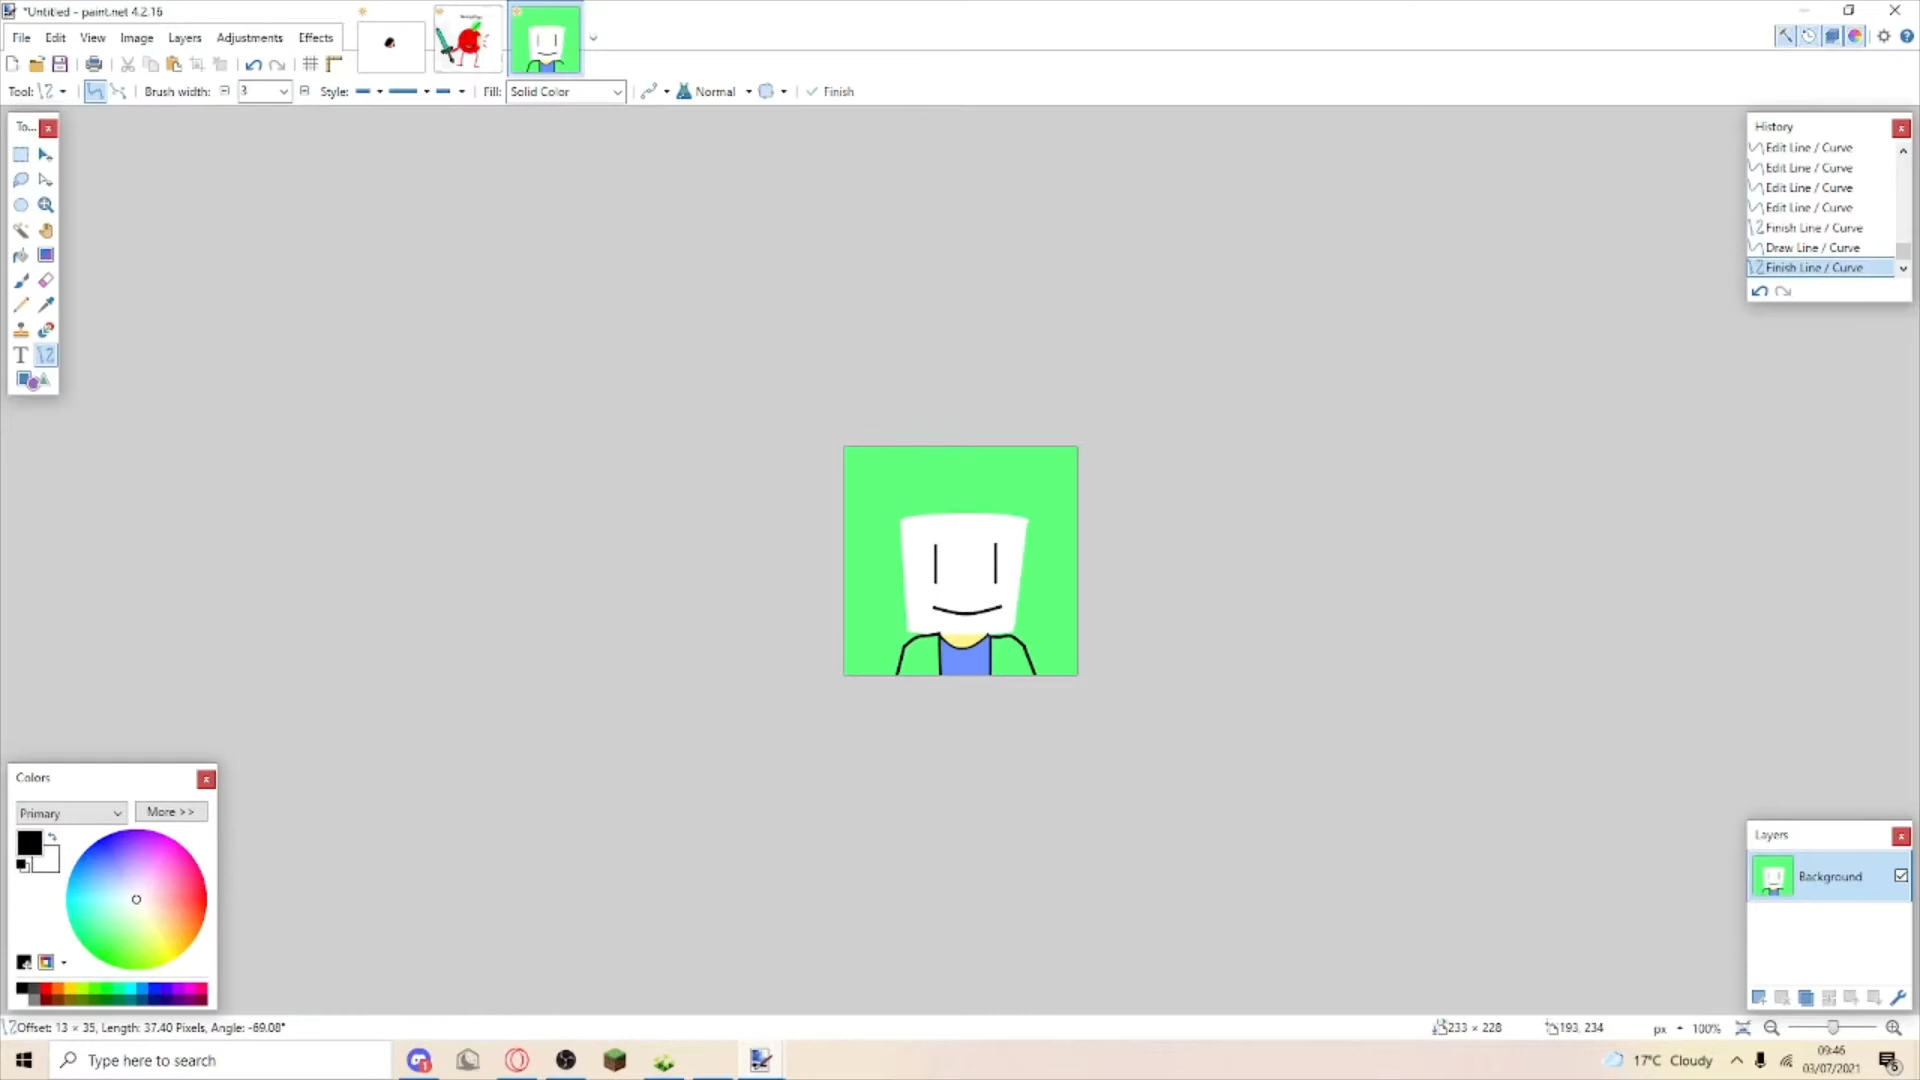 *Untitled - paint.net 4.2.16
File Edit View Image Layers Adjustments Effects
Tool: Brush width: 3 Style: Fill: Solid Color Normal Finish
To...
History
Edit Line / Curve
Edit Line / Curve
Edit Line / Curve
Edit Line / Curve
Finish Line / Curve
Draw Line / Curve
Finish Line / Curve
T
Colors
Primary More >>
Layers
Background
Offset: 13 × 35, Length: 37.40 Pixels, Angle: -69.08° 233 × 228 193, 234 px 100%
Type here to search 17°C Cloudy 09:46
03/07/2021